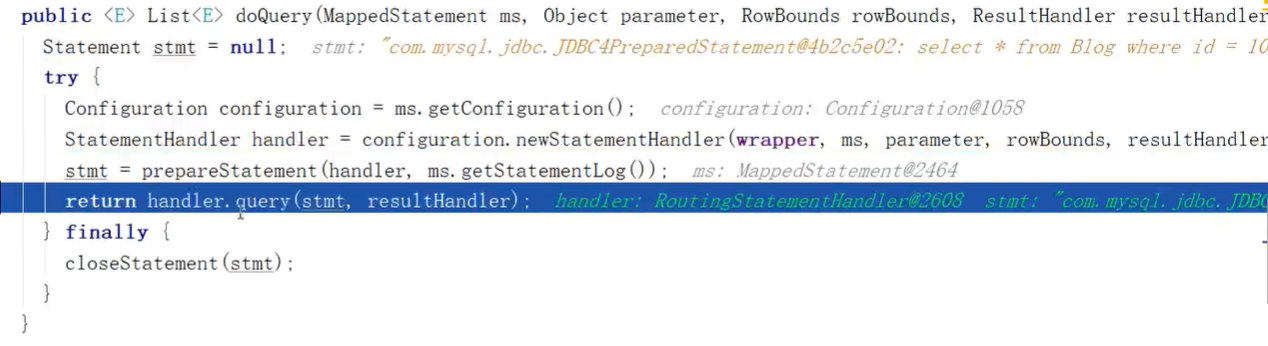 public <E> List<E> doQuery(MappedStatement ms, Object parameter, RowBounds rowBounds, ResultHandler resultHandler
Statement stmt = null;  stmt: "com.mysql.jdbc.JDBC4PreparedStatement@4b2c5e02: select * from Blog where id = 10
try {
Configuration configuration = ms.getConfiguration();  configuration: Configuration@1058
StatementHandler handler = configuration.newStatementHandler(wrapper, ms, parameter, rowBounds, resultHandler
stmt = prepareStatement(handler, ms.getStatementLog());  ms: MappedStatement@2464
return handler.query(stmt, resultHandler);  handler: RoutingStatementHandler@2608  stmt: "com.mysql.jdbc.JDBC
} finally {
closeStatement(stmt);
}
}